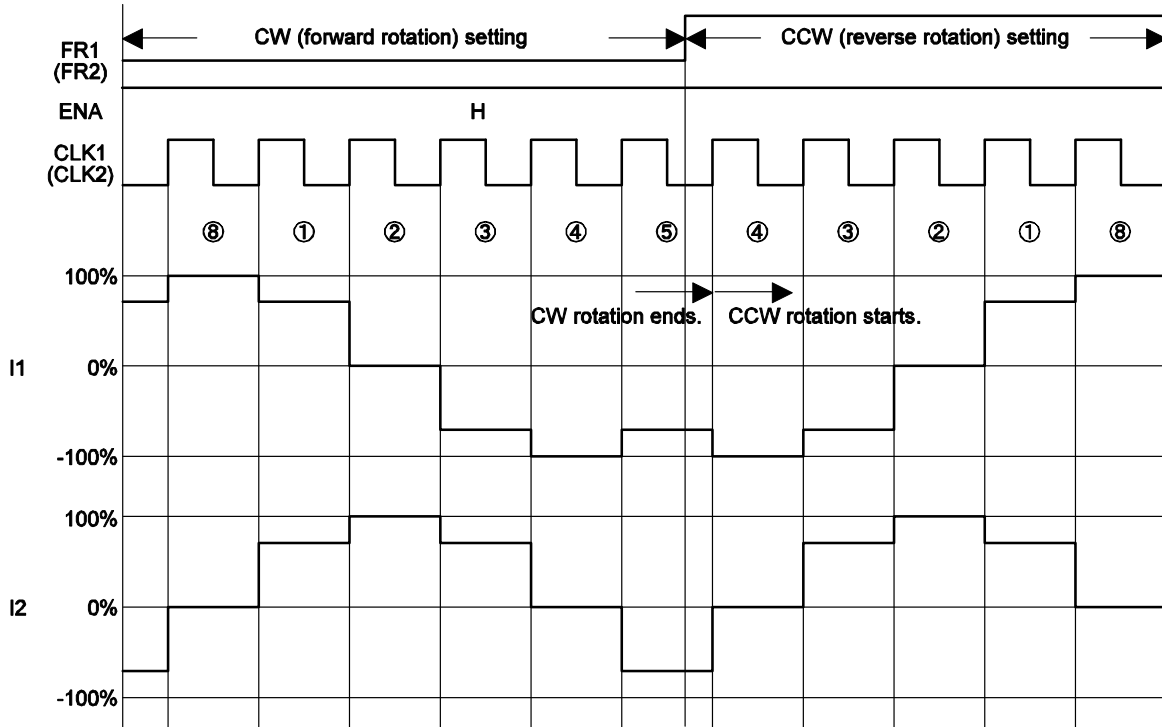 CW (forward rotation) setting
CCW (reverse rotation) setting
FR1
(FR2)
ENA
H
CLK1
(CLK2)
⑧ ① ② ③ ④ ⑤ ④ ③ ② ① ⑧
100%
CW rotation ends.
CCW rotation starts.
I1
0%
-100%
100%
I2
0%
-100%